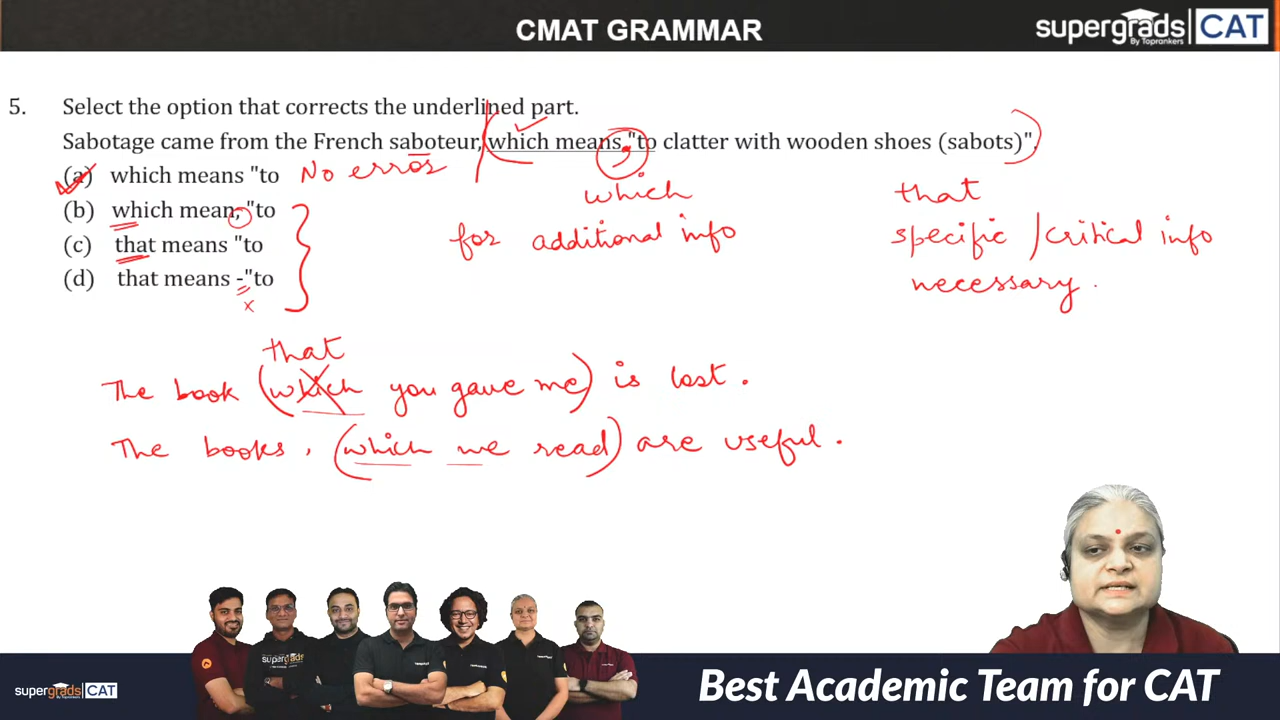 CMAT GRAMMAR
supergrads CAT
By Toprankers
5. Select the option that corrects the underlined part.
Sabotage came from the French saboteur, which means, "to clatter with wooden shoes (sabots)".
(a) which means "to No error
(b) which mean, "to
(c) that means "to
(d) that means -"to
x
which
for additional info
that
specific / critical info
necessary.
that
The book (which you gave me) is lost.
The books, (which we read) are useful.
supergrads CAT
Best Academic Team for CAT